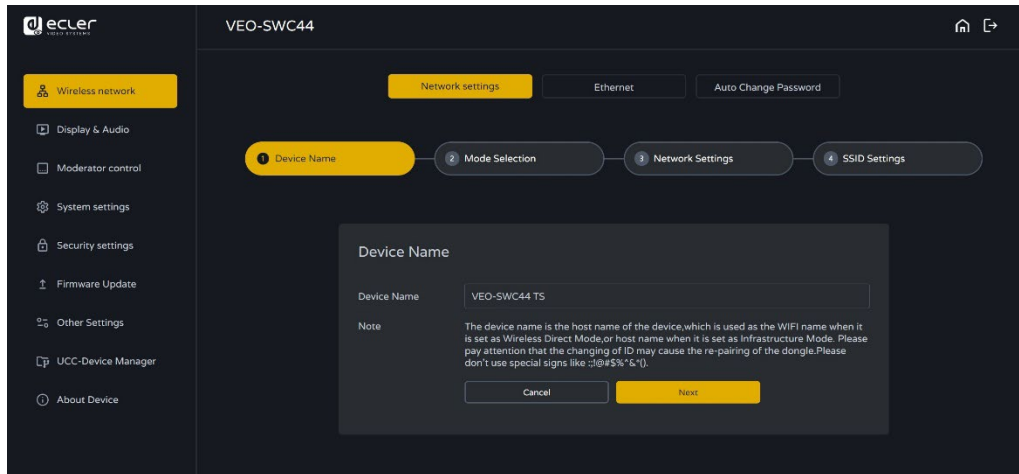 ecler
VIDEO SYSTEMS
VEO-SWC44
Wireless network
Display & Audio
Moderator control
System settings
Security settings
Firmware Update
Other Settings
UCC-Device Manager
About Device
Network settings
Ethernet
Auto Change Password
1 Device Name
2 Mode Selection
3 Network Settings
4 SSID Settings
Device Name
Device Name VEO-SWC44 TS
Note
The device name is the host name of the device,which is used as the WIFI name when it
is set as Wireless Direct Mode,or host name when it is set as Infrastructure Mode. Please
pay attention that the changing of ID may cause the re-pairing of the dongle.Please
don't use special signs like :;!@#$%^&*().
Cancel
Next